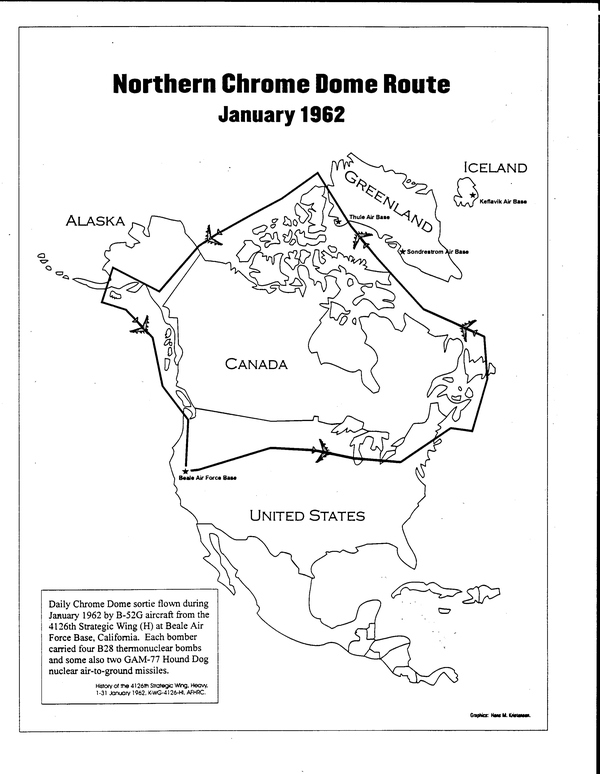 Northern Chrome Dome Route
January 1962
ICELAND
GREENLAND
Keflavik Air Base
Thule Air Base
ALASKA
Sondrestrom Air Base
CANADA
Beale Air Force Base
UNITED STATES
Daily Chrome Dome sortie flown during
January 1962 by B-52G aircraft from the
4126th Strategic Wing (H) at Beale Air
Force Base, California. Each bomber
carried four B28 thermonuclear bombs
and some also two GAM-77 Hound Dog
nuclear air-to-ground missiles.
History of the 4126th Strategic Wing, Heavy,
1-31 January 1962, K-WG-4126-HI, AFHRC.
Graphics: Hans M. Kristensen.